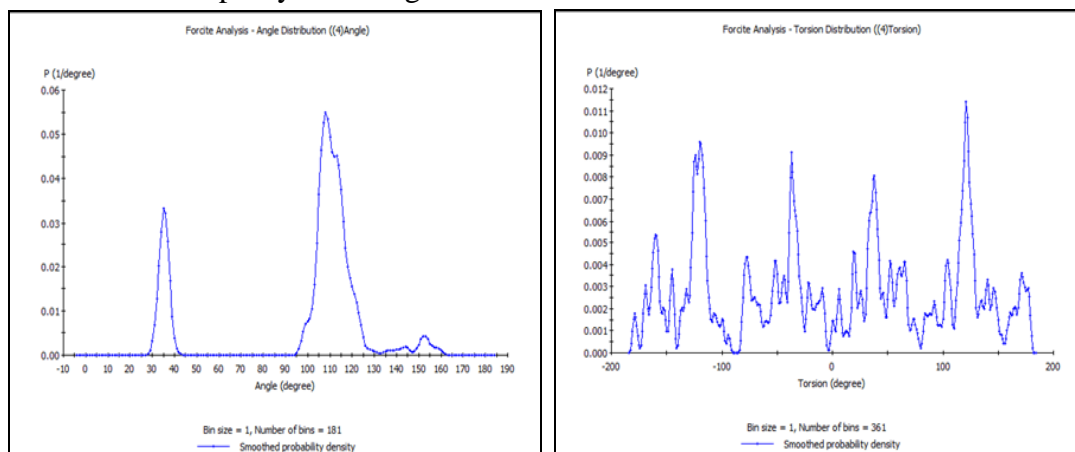 Forcite Analysis - Angle Distribution ((4)Angle)
P (1/degree)
0.06
0.05
0.04
0.03
0.02
0.01
0.00
-10 0 10 20 30 40 50 60 70 80 90 100 110 120 130 140 150 160 170 180 190
Angle (degree)
Bin size = 1, Number of bins = 181
Smoothed probability density
Forcite Analysis - Torsion Distribution ((4)Torsion)
P (1/degree)
0.012
0.011
0.010
0.009
0.008
0.007
0.006
0.005
0.004
0.003
0.002
0.001
0.000
-200 -100 0 100 200
Torsion (degree)
Bin size = 1, Number of bins = 361
Smoothed probability density